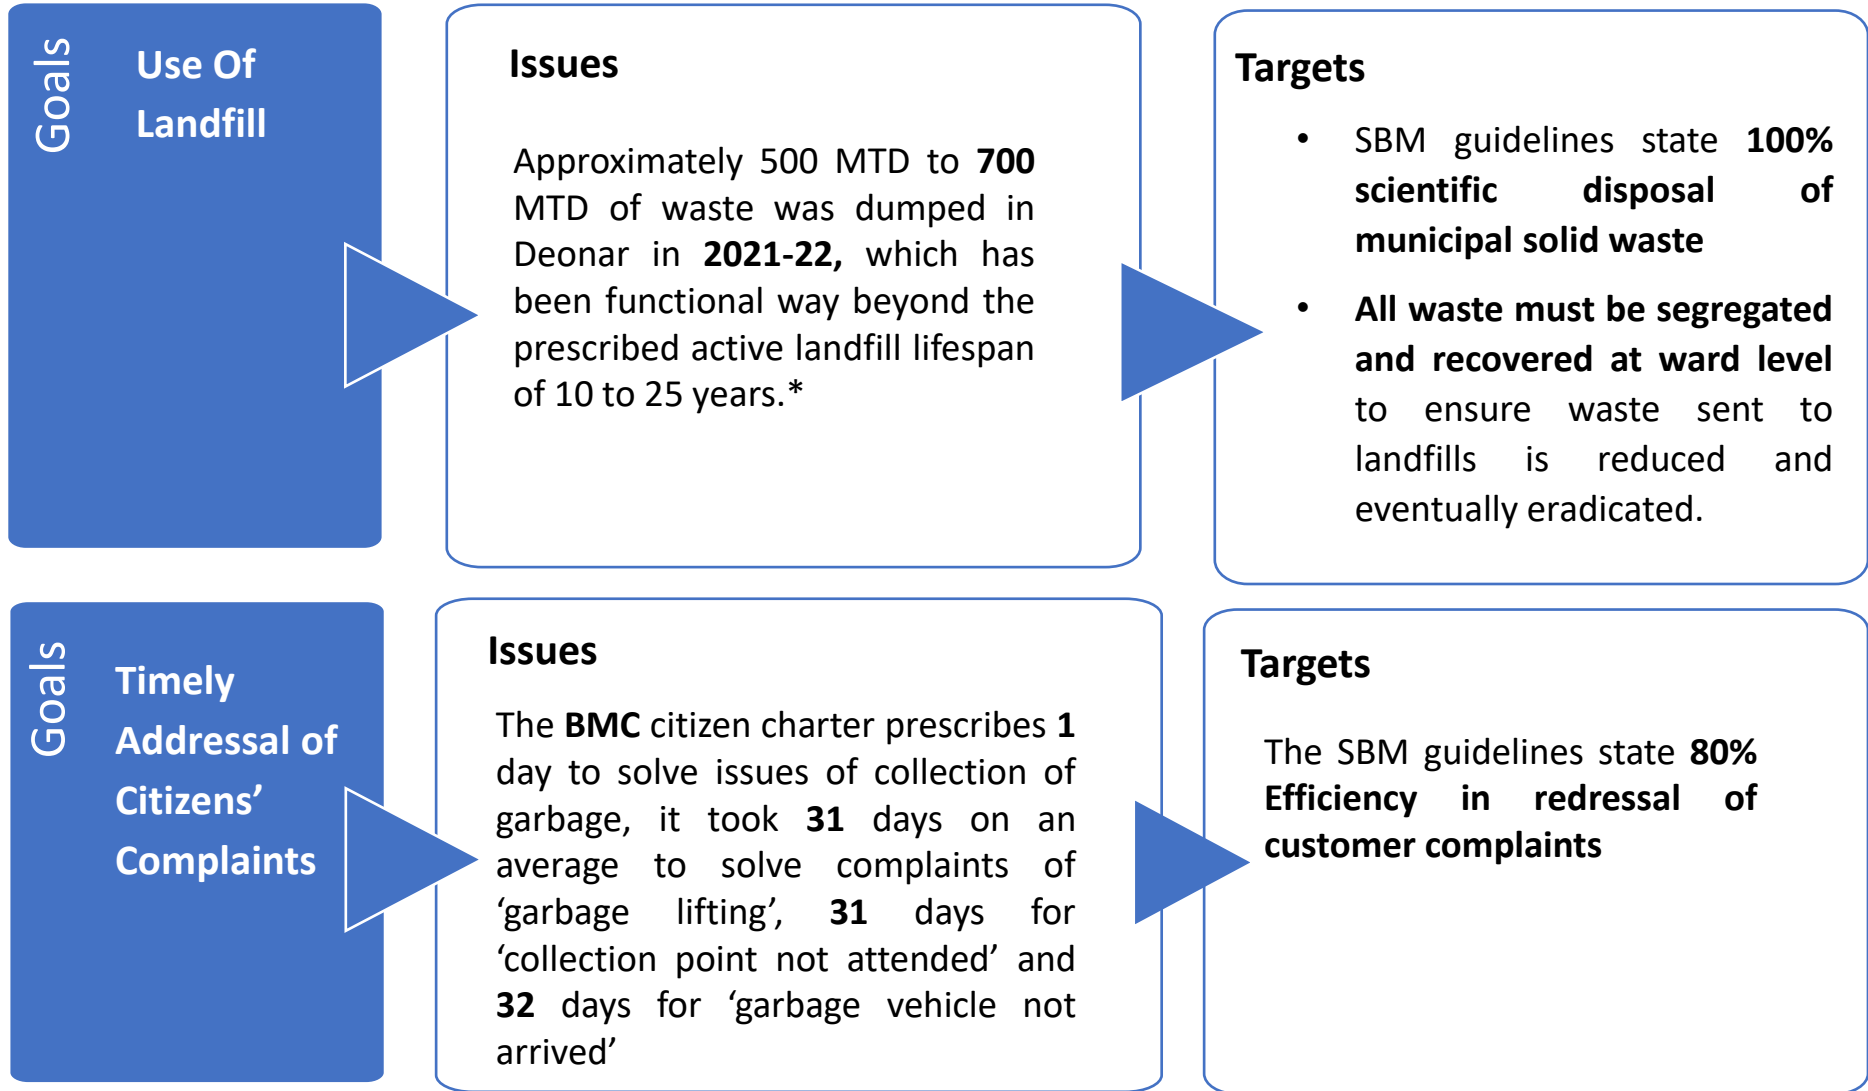 Goals
Use Of
Landfill
Issues
Approximately 500 MTD to 700
MTD of waste was dumped in
Deonar in 2021-22, which has
been functional way beyond the
prescribed active landfill lifespan
of 10 to 25 years.*
Targets
• SBM guidelines state 100%
scientific disposal of
municipal solid waste
• All waste must be segregated
and recovered at ward level
to ensure waste sent to
landfills is reduced and
eventually eradicated.
Goals
Timely
Addressal of
Citizens’
Complaints
Issues
The BMC citizen charter prescribes 1
day to solve issues of collection of
garbage, it took 31 days on an
average to solve complaints of
‘garbage lifting’, 31 days for
‘collection point not attended’ and
32 days for ‘garbage vehicle not
arrived’
Targets
The SBM guidelines state 80%
Efficiency in redressal of
customer complaints